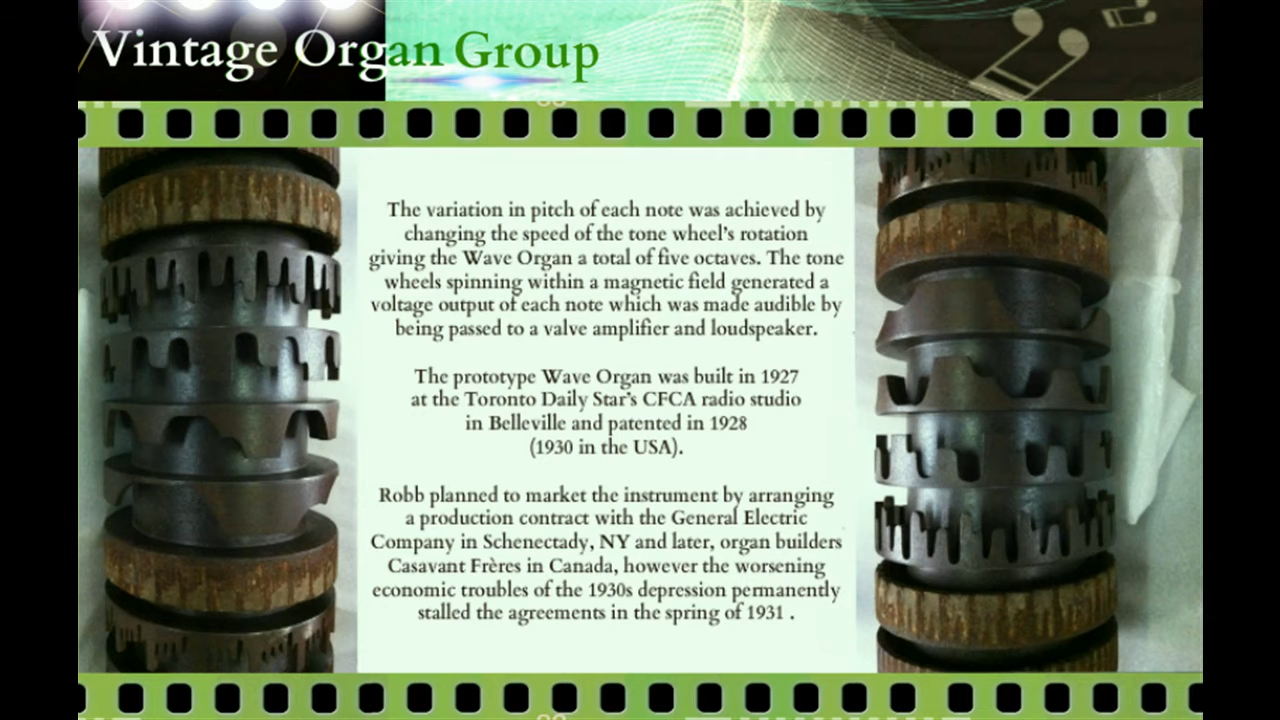 Vintage Organ Group
The variation in pitch of each note was achieved by
changing the speed of the tone wheel's rotation
giving the Wave Organ a total of five octaves. The tone
wheels spinning within a magnetic field generated a
voltage output of each note which was made audible by
being passed to a valve amplifier and loudspeaker.
The prototype Wave Organ was built in 1927
at the Toronto Daily Star's CFCA radio studio
in Belleville and patented in 1928
(1930 in the USA).
Robb planned to market the instrument by arranging
a production contract with the General Electric
Company in Schenectady, NY and later, organ builders
Casavant Frères in Canada, however the worsening
economic troubles of the 1930s depression permanently
stalled the agreements in the spring of 1931 .